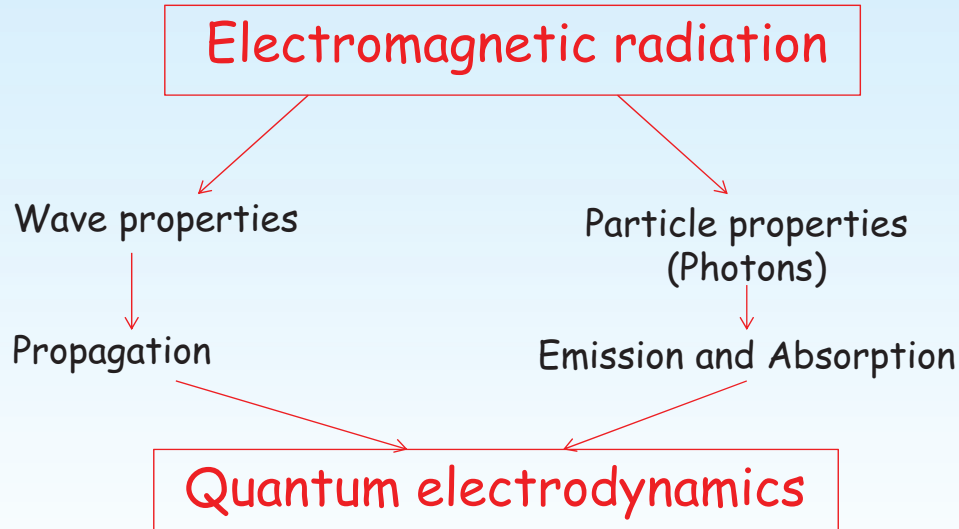 Electromagnetic radiation
Wave properties
Particle properties
(Photons)
Propagation
Emission and Absorption
Quantum electrodynamics